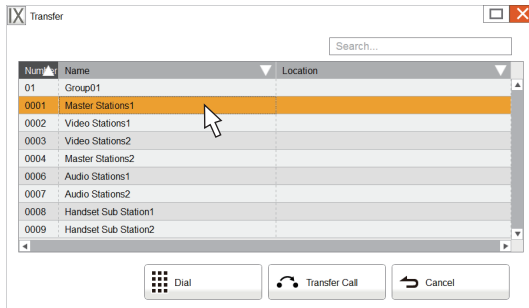 IX Transfer
Search...
Number Name Location
01 Group01
0001 Master Stations1
0002 Video Stations1
0003 Video Stations2
0004 Master Stations2
0006 Audio Stations1
0007 Audio Stations2
0008 Handset Sub Station1
0009 Handset Sub Station2
Dial Transfer Call Cancel